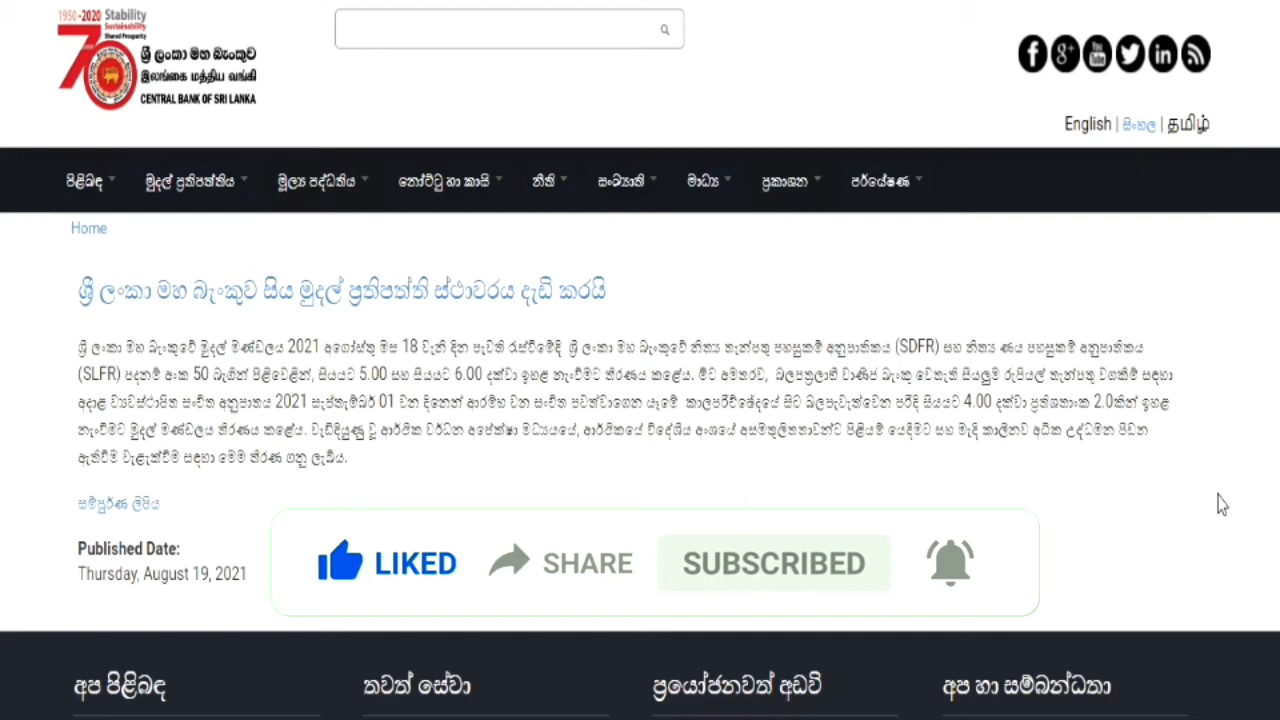 1950-2020 Stability
Sustainability
Shared Prosperity
70
ශ්‍රී ලංකා මහ බැංකුව
இலங்கை மத்திய வங்கி
CENTRAL BANK OF SRI LANKA
English | සිංහල | தமிழ்
පිළිබඳ මුදල් ප්‍රතිපත්තිය මූල්‍ය පද්ධතිය නෝට්ටු හා කාසි නීති සංඛ්‍යාති මාධ්‍ය ප්‍රකාශන පර්යේෂණ
Home
ශ්‍රී ලංකා මහ බැංකුව සිය මුදල් ප්‍රතිපත්ති ස්ථාවරය දැඩි කරයි
ශ්‍රී ලංකා මහ බැංකුවේ මුදල් මණ්ඩලය 2021 අගෝස්තු මස 18 වැනි දින පැවති රැස්වීමේදී ශ්‍රී ලංකා මහ බැංකුවේ නිත්‍ය තැන්පතු පහසුකම් අනුපාතිකය (SDFR) සහ නිත්‍ය ණය පහසුකම් අනුපාතිකය
(SLFR) පදනම් අංක 50 බැගින් පිළිවෙළින්, සියයට 5.00 සහ සියයට 6.00 දක්වා ඉහළ නැංවීමට තීරණය කළේය. මීට අමතරව, බලපත්‍රලාභී වාණිජ බැංකු වෙතැති සියලුම රුපියල් තැන්පතු වගකීම් සඳහා
අදාළ ව්‍යවස්ථාපිත සංචිත අනුපාතය 2021 සැප්තැම්බර් 01 වන දිනෙන් ආරම්භ වන සංචිත පවත්වාගෙන යෑමේ කාලපරිච්ඡේදයේ සිට බලපැවැත්වෙන පරිදි සියයට 4.00 දක්වා ප්‍රතිශතාංක 2.0කින් ඉහළ
නැංවීමට මුදල් මණ්ඩලය තීරණය කළේය. වැඩිදියුණු වූ ආර්ථික වර්ධන අපේක්ෂා මධ්‍යයයේ, ආර්ථිකයේ විදේශීය අංශයේ අසමතුලිතතාවන්ට පිළියම් යෙදීමට සහ මැදි කාලීනව අධික උද්ධමන පීඩන
ඇතිවීම වැළැක්වීම සඳහා මෙම තීරණ ගනු ලැබීය.
සම්පූර්ණ ලිපිය
Published Date:
Thursday, August 19, 2021
LIKED SHARE SUBSCRIBED
අප පිළිබඳ තවත් සේවා ප්‍රයෝජනවත් අඩවි අප හා සම්බන්ධතා